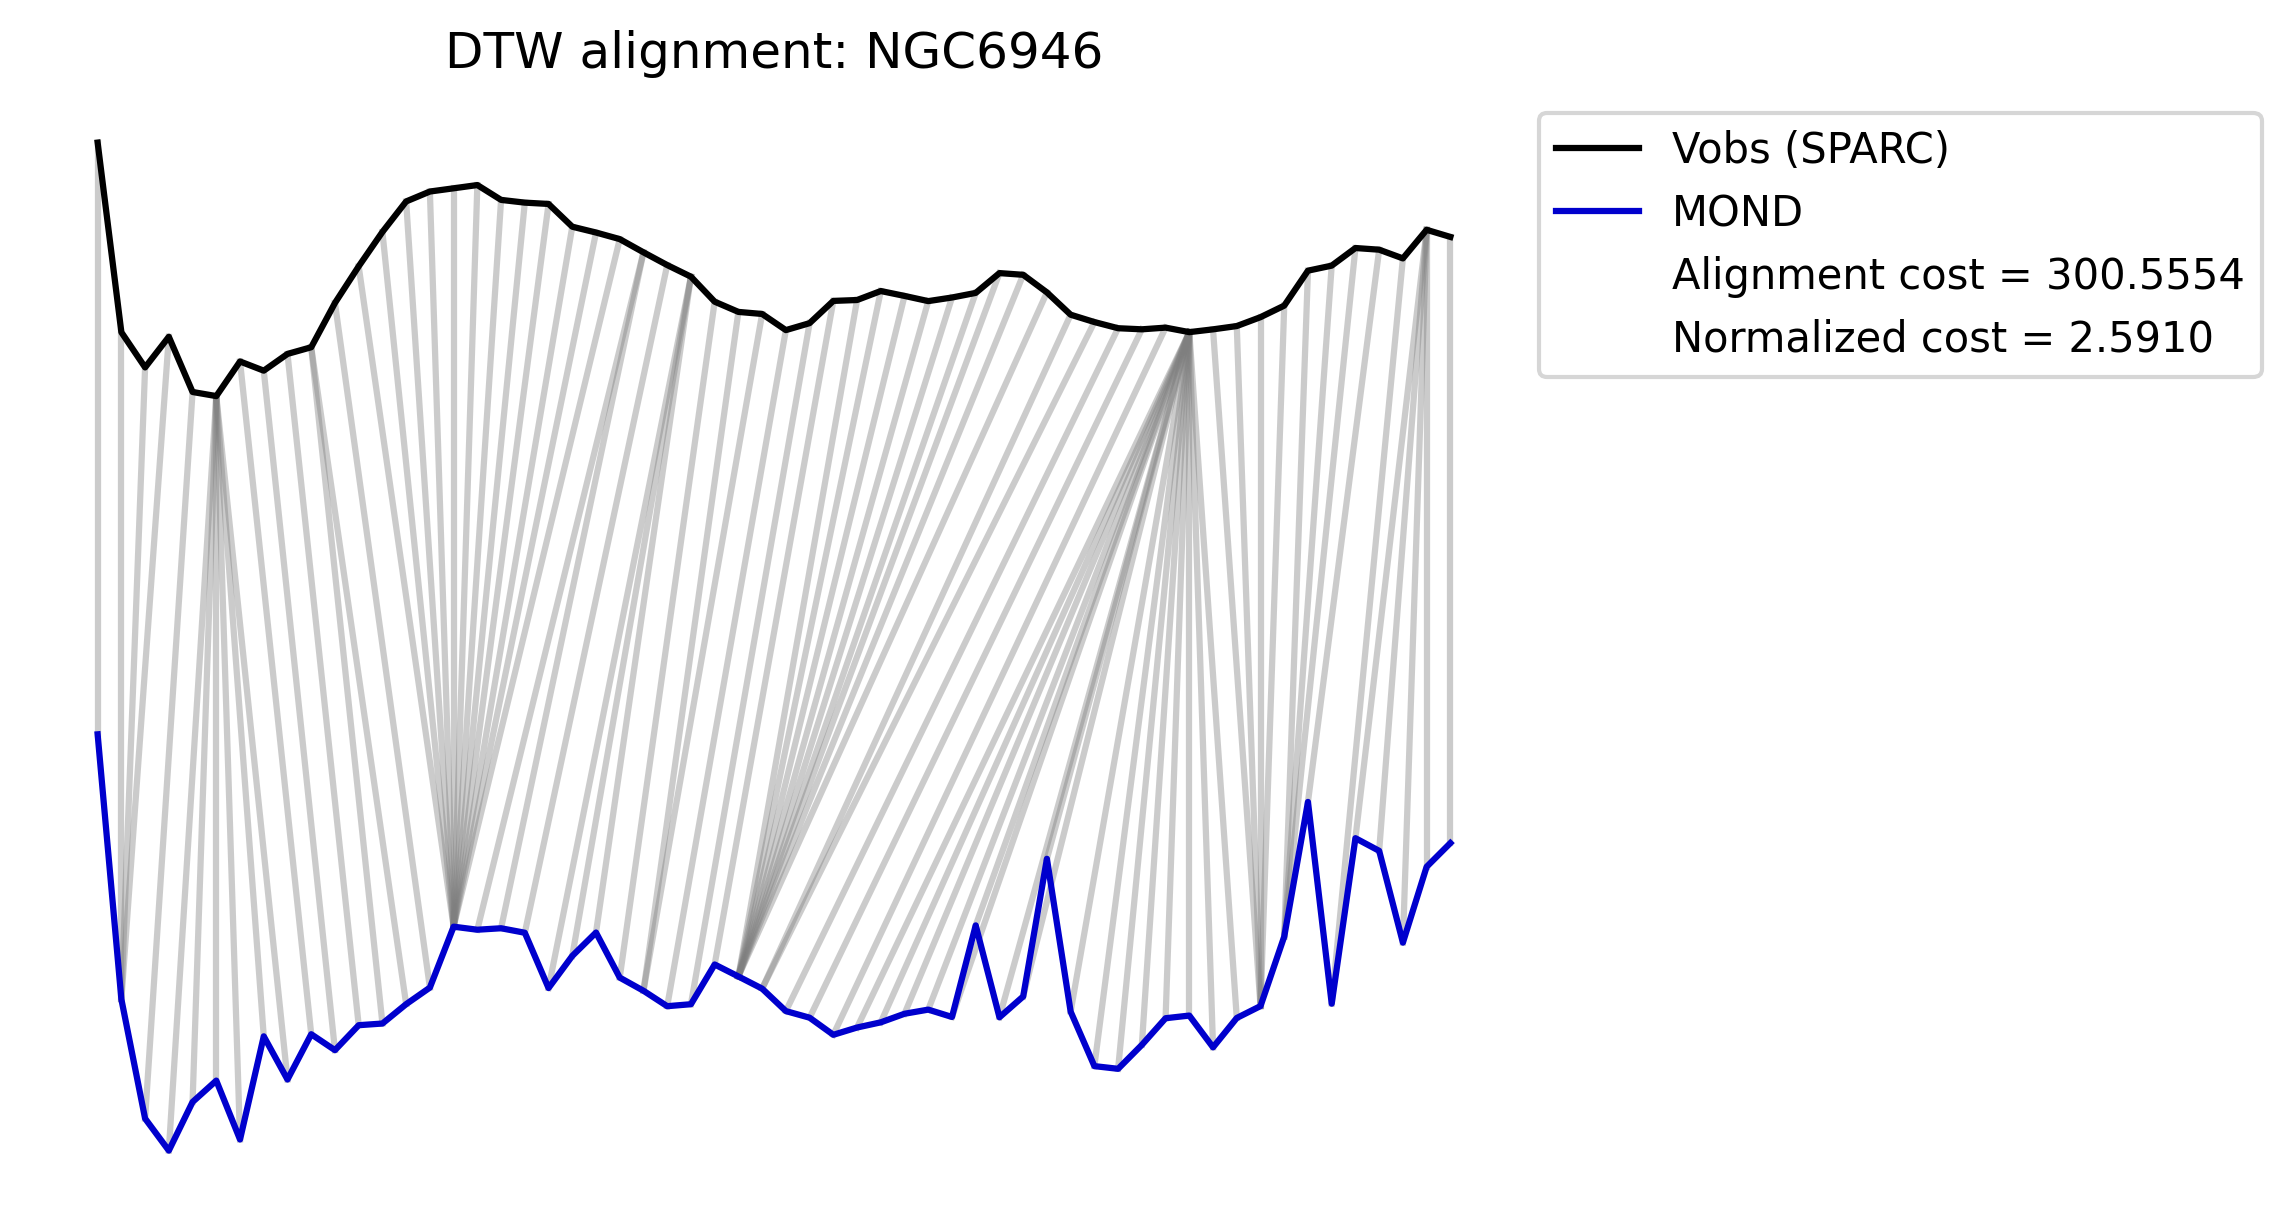 DTW alignment: NGC6946
Vobs (SPARC)
MOND
Alignment cost = 300.5554
Normalized cost = 2.5910